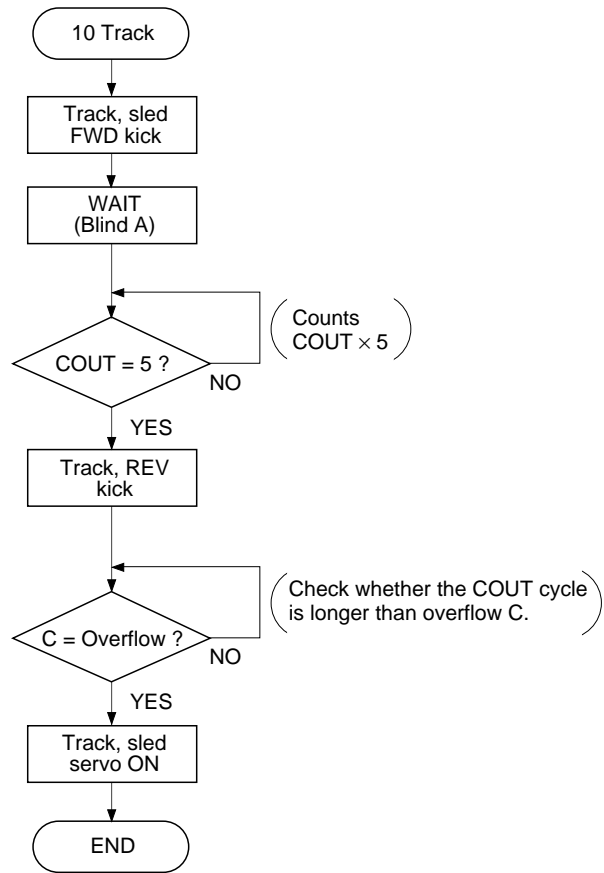 10 Track
Track, sled
FWD kick
WAIT
(Blind A)
Counts
COUT × 5
COUT = 5 ?
NO
YES
Track, REV
kick
Check whether the COUT cycle
is longer than overflow C.
C = Overflow ?
NO
YES
Track, sled
servo ON
END